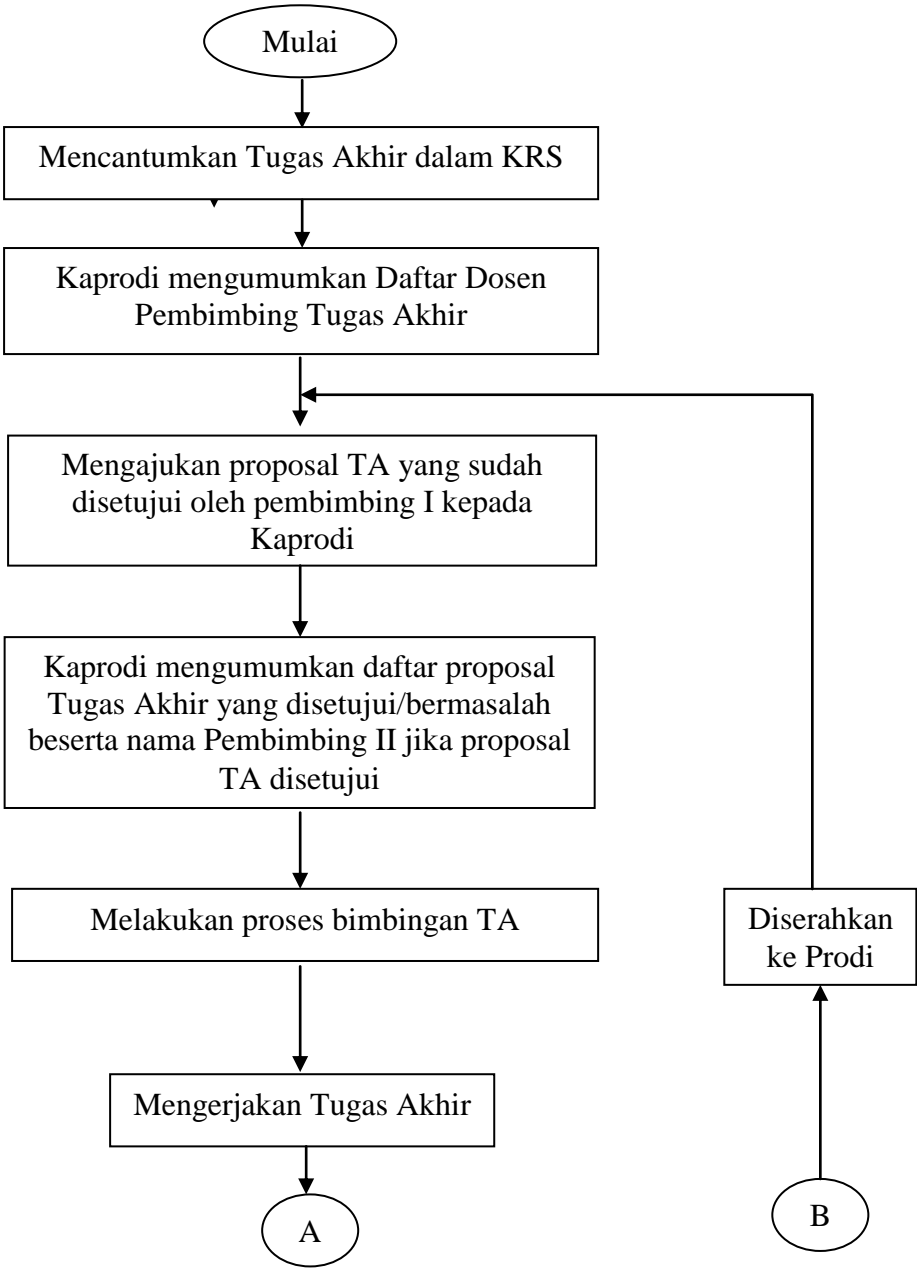 Mulai
Mencantumkan Tugas Akhir dalam KRS
Kaprodi mengumumkan Daftar Dosen
Pembimbing Tugas Akhir
Mengajukan proposal TA yang sudah
disetujui oleh pembimbing I kepada
Kaprodi
Kaprodi mengumumkan daftar proposal
Tugas Akhir yang disetujui/bermasalah
beserta nama Pembimbing II jika proposal
TA disetujui
Melakukan proses bimbingan TA
Diserahkan
ke Prodi
Mengerjakan Tugas Akhir
A
B